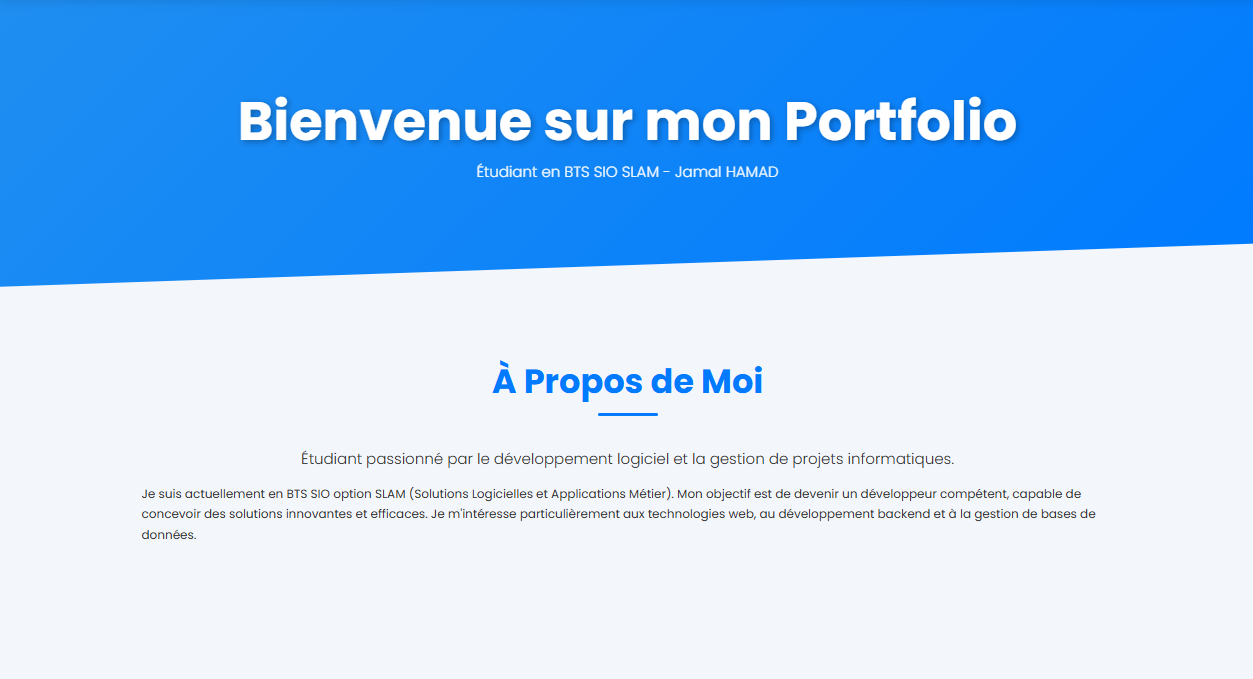 Bienvenue sur mon Portfolio
Étudiant en BTS SIO SLAM - Jamal HAMAD
À Propos de Moi
Étudiant passionné par le développement logiciel et la gestion de projets informatiques.
Je suis actuellement en BTS SIO option SLAM (Solutions Logicielles et Applications Métier). Mon objectif est de devenir un développeur compétent, capable de
concevoir des solutions innovantes et efficaces. Je m'intéresse particulièrement aux technologies web, au développement backend et à la gestion de bases de
données.